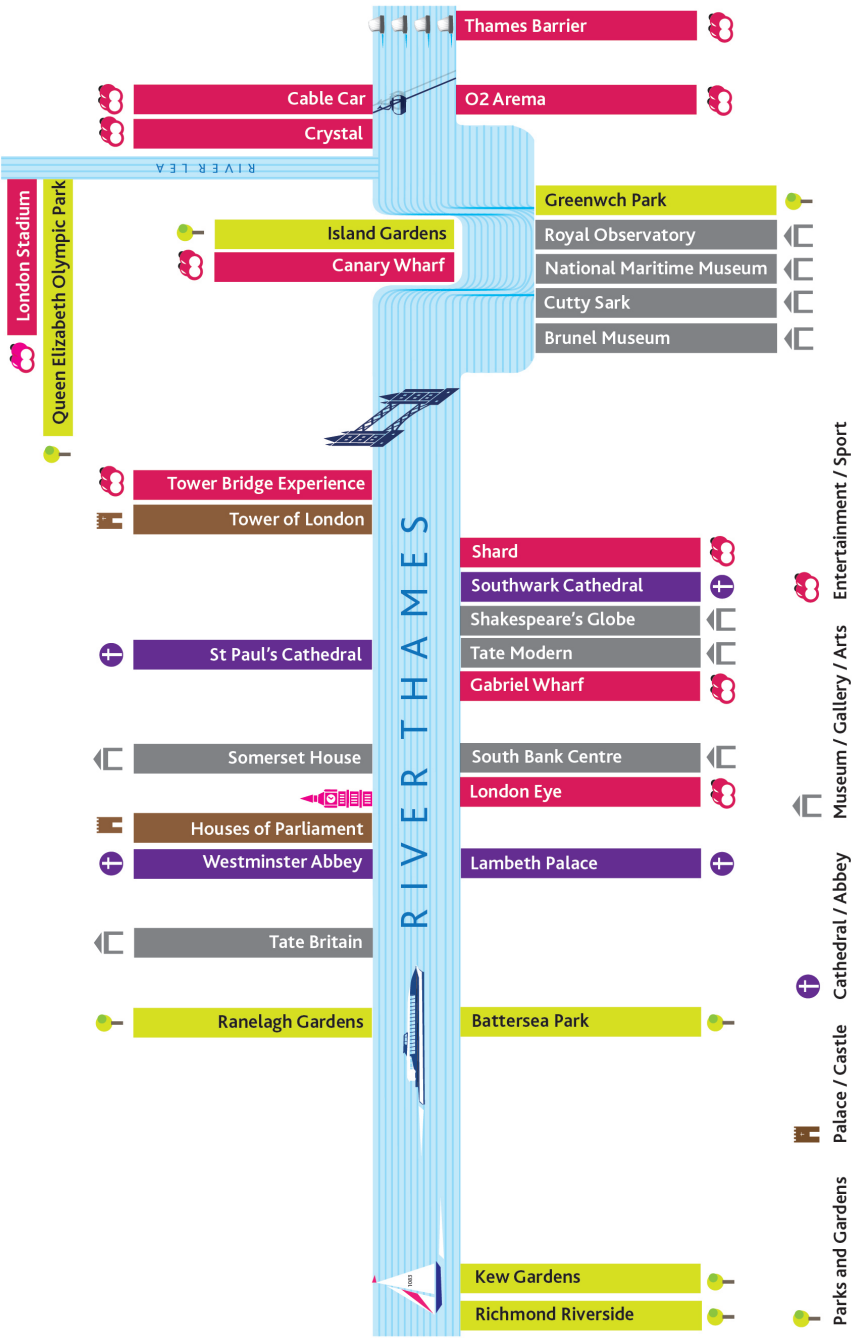 Thames Barrier
Cable Car
O2 Arema
Crystal
RIVER LEA
London Stadium
Queen Elizabeth Olympic Park
Greenwch Park
Island Gardens
Royal Observatory
Canary Wharf
National Maritime Museum
Cutty Sark
Brunel Museum
Tower Bridge Experience
Tower of London
RIVER THAMES
Shard
Southwark Cathedral
Shakespeare's Globe
St Paul's Cathedral
Tate Modern
Gabriel Wharf
Somerset House
South Bank Centre
London Eye
Houses of Parliament
Westminster Abbey
Lambeth Palace
Tate Britain
Ranelagh Gardens
Battersea Park
Kew Gardens
Richmond Riverside
Parks and Gardens
Palace / Castle
Cathedral / Abbey
Museum / Gallery / Arts
Entertainment / Sport